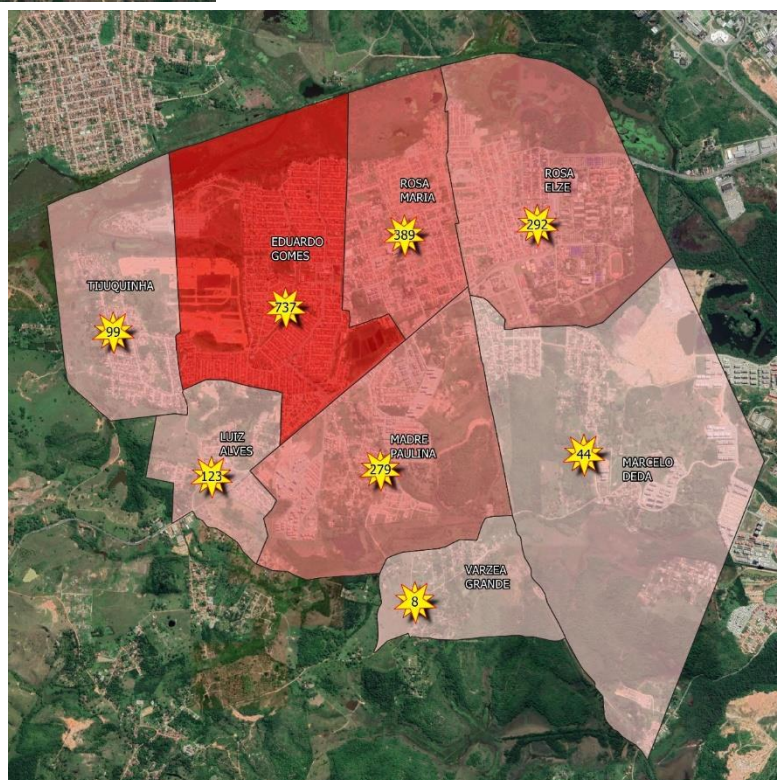 ROSA
MARIA
389
ROSA
ELZE
292
EDUARDO
GOMES
737
TIJUQUINHA
99
LUIZ
ALVES
123
MADRE
PAULINA
279
MARCELO
DEDA
44
VARZEA
GRANDE
8